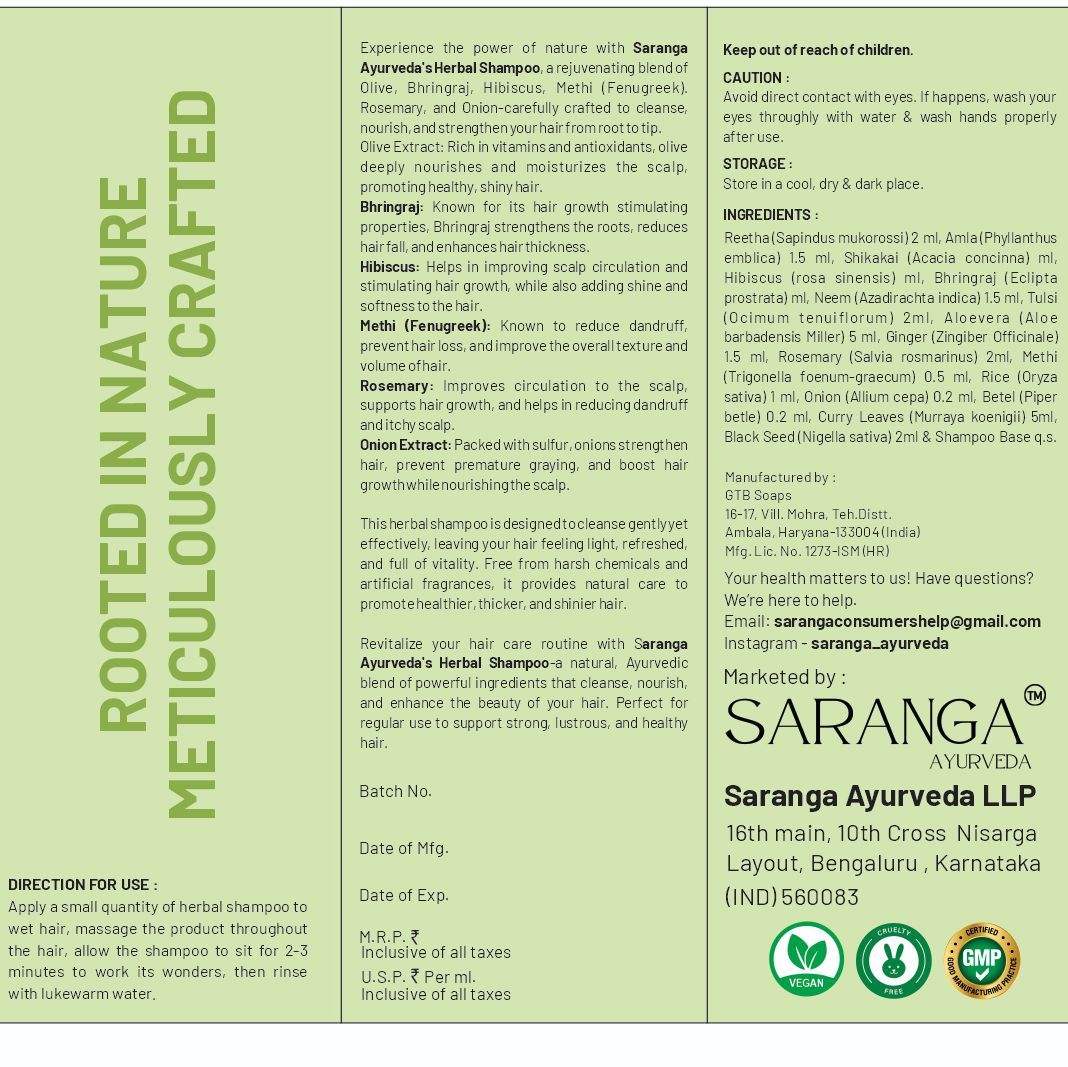 ROOTED IN NATURE
METICULOUSLY CRAFTED
DIRECTION FOR USE :
Apply a small quantity of herbal shampoo to
wet hair, massage the product throughout
the hair, allow the shampoo to sit for 2-3
minutes to work its wonders, then rinse
with lukewarm water.
Experience the power of nature with Saranga
Ayurveda's Herbal Shampoo, a rejuvenating blend of
Olive, Bhringraj, Hibiscus, Methi (Fenugreek).
Rosemary, and Onion-carefully crafted to cleanse,
nourish, and strengthen your hair from root to tip.
Olive Extract: Rich in vitamins and antioxidants, olive
deeply nourishes and moisturizes the scalp,
promoting healthy, shiny hair.
Bhringraj: Known for its hair growth stimulating
properties, Bhringraj strengthens the roots, reduces
hair fall, and enhances hair thickness.
Hibiscus: Helps in improving scalp circulation and
stimulating hair growth, while also adding shine and
softness to the hair.
Methi (Fenugreek): Known to reduce dandruff,
prevent hair loss, and improve the overall texture and
volume of hair.
Rosemary: Improves circulation to the scalp,
supports hair growth, and helps in reducing dandruff
and itchy scalp.
Onion Extract: Packed with sulfur, onions strengthen
hair, prevent premature graying, and boost hair
growth while nourishing the scalp.
This herbal shampoo is designed to cleanse gently yet
effectively, leaving your hair feeling light, refreshed,
and full of vitality. Free from harsh chemicals and
artificial fragrances, it provides natural care to
promote healthier, thicker, and shinier hair.
Revitalize your hair care routine with Saranga
Ayurveda's Herbal Shampoo-a natural, Ayurvedic
blend of powerful ingredients that cleanse, nourish,
and enhance the beauty of your hair. Perfect for
regular use to support strong, lustrous, and healthy
hair.
Batch No.
Date of Mfg.
Date of Exp.
M.R.P. ₹
Inclusive of all taxes
U.S.P. ₹ Per ml.
Inclusive of all taxes
Keep out of reach of children.
CAUTION :
Avoid direct contact with eyes. If happens, wash your
eyes throughly with water & wash hands properly
after use.
STORAGE :
Store in a cool, dry & dark place.
INGREDIENTS :
Reetha (Sapindus mukorossi) 2 ml, Amla (Phyllanthus
emblica) 1.5 ml, Shikakai (Acacia concinna) ml,
Hibiscus (rosa sinensis) ml, Bhringraj (Eclipta
prostrata) ml, Neem (Azadirachta indica) 1.5 ml, Tulsi
(Ocimum tenuiflorum) 2ml, Aloevera (Aloe
barbadensis Miller) 5 ml, Ginger (Zingiber Officinale)
1.5 ml, Rosemary (Salvia rosmarinus) 2ml, Methi
(Trigonella foenum-graecum) 0.5 ml, Rice (Oryza
sativa) 1 ml, Onion (Allium cepa) 0.2 ml, Betel (Piper
betle) 0.2 ml, Curry Leaves (Murraya koenigii) 5ml,
Black Seed (Nigella sativa) 2ml & Shampoo Base q.s.
Manufactured by :
GTB Soaps
16-17, Vill. Mohra, Teh.Distt.
Ambala, Haryana-133004 (India)
Mfg. Lic. No. 1273-ISM (HR)
Your health matters to us! Have questions?
We're here to help.
Email: sarangaconsumershelp@gmail.com
Instagram - saranga_ayurveda
Marketed by :
SARANGA TM
AYURVEDA
Saranga Ayurveda LLP
16th main, 10th Cross Nisarga
Layout, Bengaluru , Karnataka
(IND) 560083
VEGAN
CRUELTY
FREE
CERTIFIED
GMP
GOOD MANUFACTURING PRACTICE